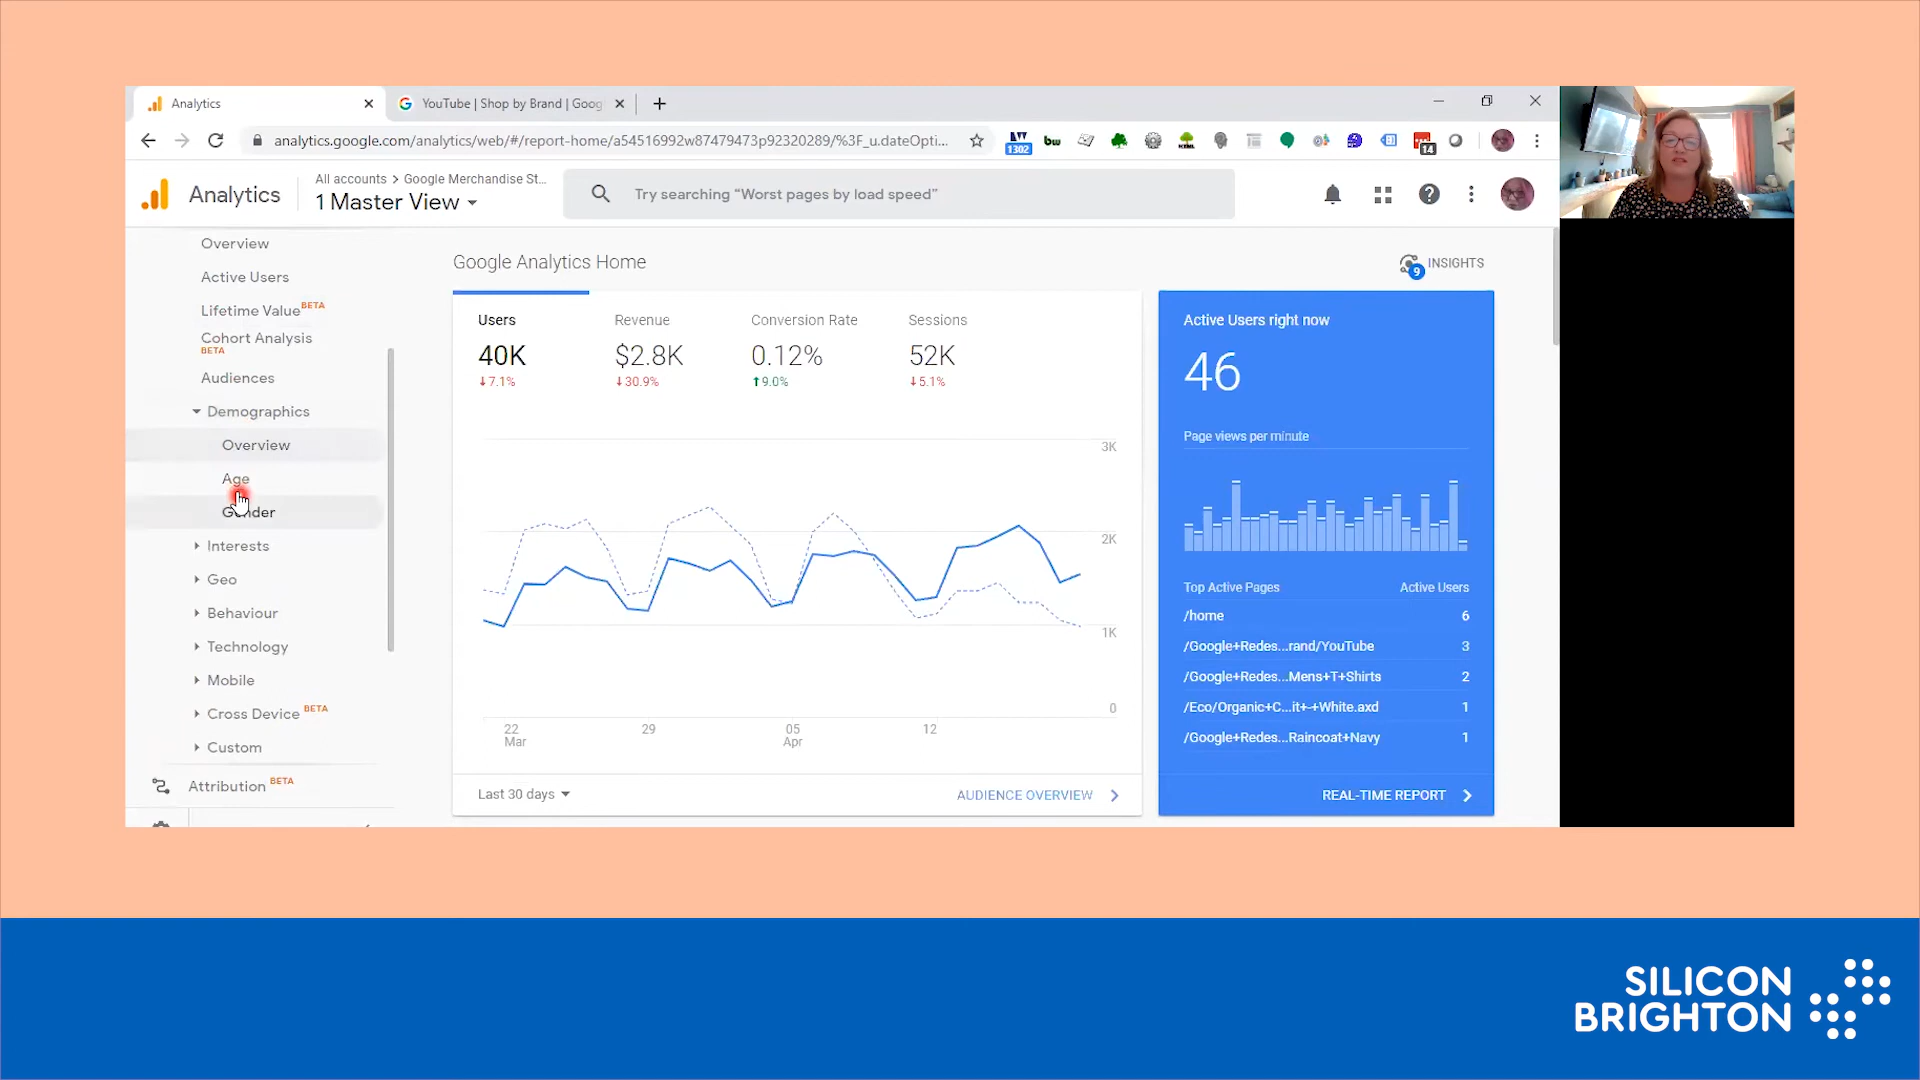 Analytics
YouTube | Shop by Brand | Goog
analytics.google.com/analytics/web/#/report-home/a54516992w87479473p92320289/%3F_u.dateOpti...
1302
bw
14
Analytics
All accounts > Google Merchandise St...
1 Master View
Try searching “Worst pages by load speed”
Overview
Active Users
Lifetime Value BETA
Cohort Analysis
BETA
Audiences
Demographics
Overview
Age
Gender
Interests
Geo
Behaviour
Technology
Mobile
Cross Device BETA
Custom
Attribution BETA
Google Analytics Home
9 INSIGHTS
Users Revenue Conversion Rate Sessions
40K $2.8K 0.12% 52K
↓7.1% ↓30.9% ↑9.0% ↓5.1%
3K
2K
1K
0
22 29 05 12
Mar Apr
Last 30 days
AUDIENCE OVERVIEW
Active Users right now
46
Page views per minute
Top Active Pages Active Users
/home 6
/Google+Redes...rand/YouTube 3
/Google+Redes...Mens+T+Shirts 2
/Eco/Organic+C...it+-+White.axd 1
/Google+Redes...Raincoat+Navy 1
REAL-TIME REPORT
SILICON
BRIGHTON